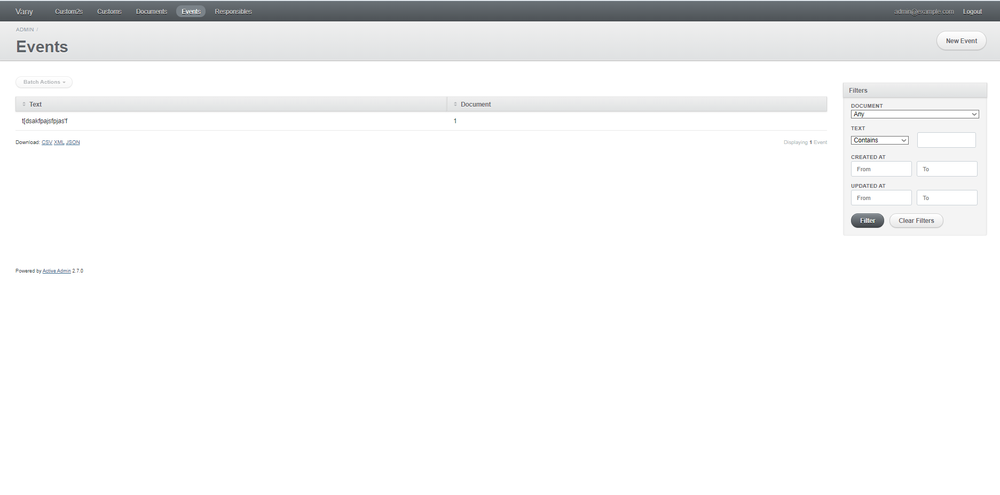 Vany Custom2s Customs Documents Events Responsibles admin@example.com Logout
ADMIN /
Events
New Event
Batch Actions
Text Document
t[dsakfpajsfpjas'f 1
Download: CSV XML JSON
Displaying 1 Event
Filters
DOCUMENT
Any
TEXT
Contains
CREATED AT
From To
UPDATED AT
From To
Filter Clear Filters
Powered by Active Admin 2.7.0